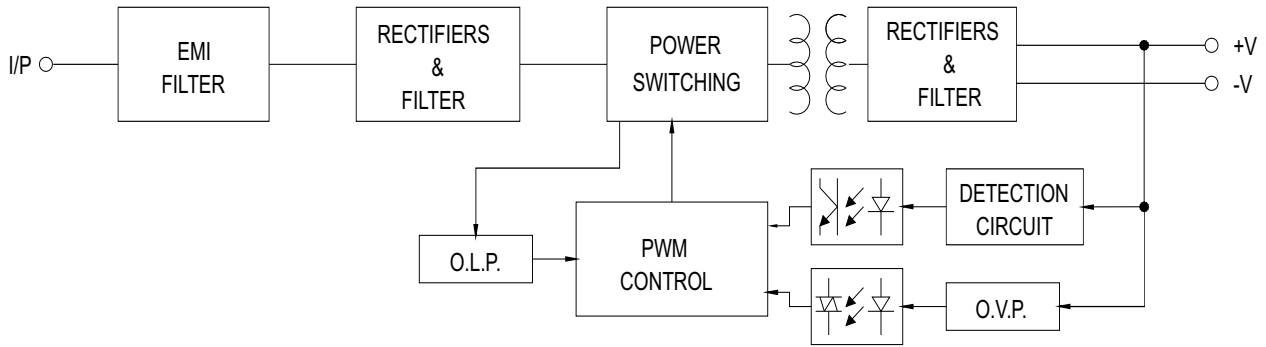 I/P
EMI
FILTER
RECTIFIERS
&
FILTER
POWER
SWITCHING
RECTIFIERS
&
FILTER
+V
-V
O.L.P.
PWM
CONTROL
DETECTION
CIRCUIT
O.V.P.